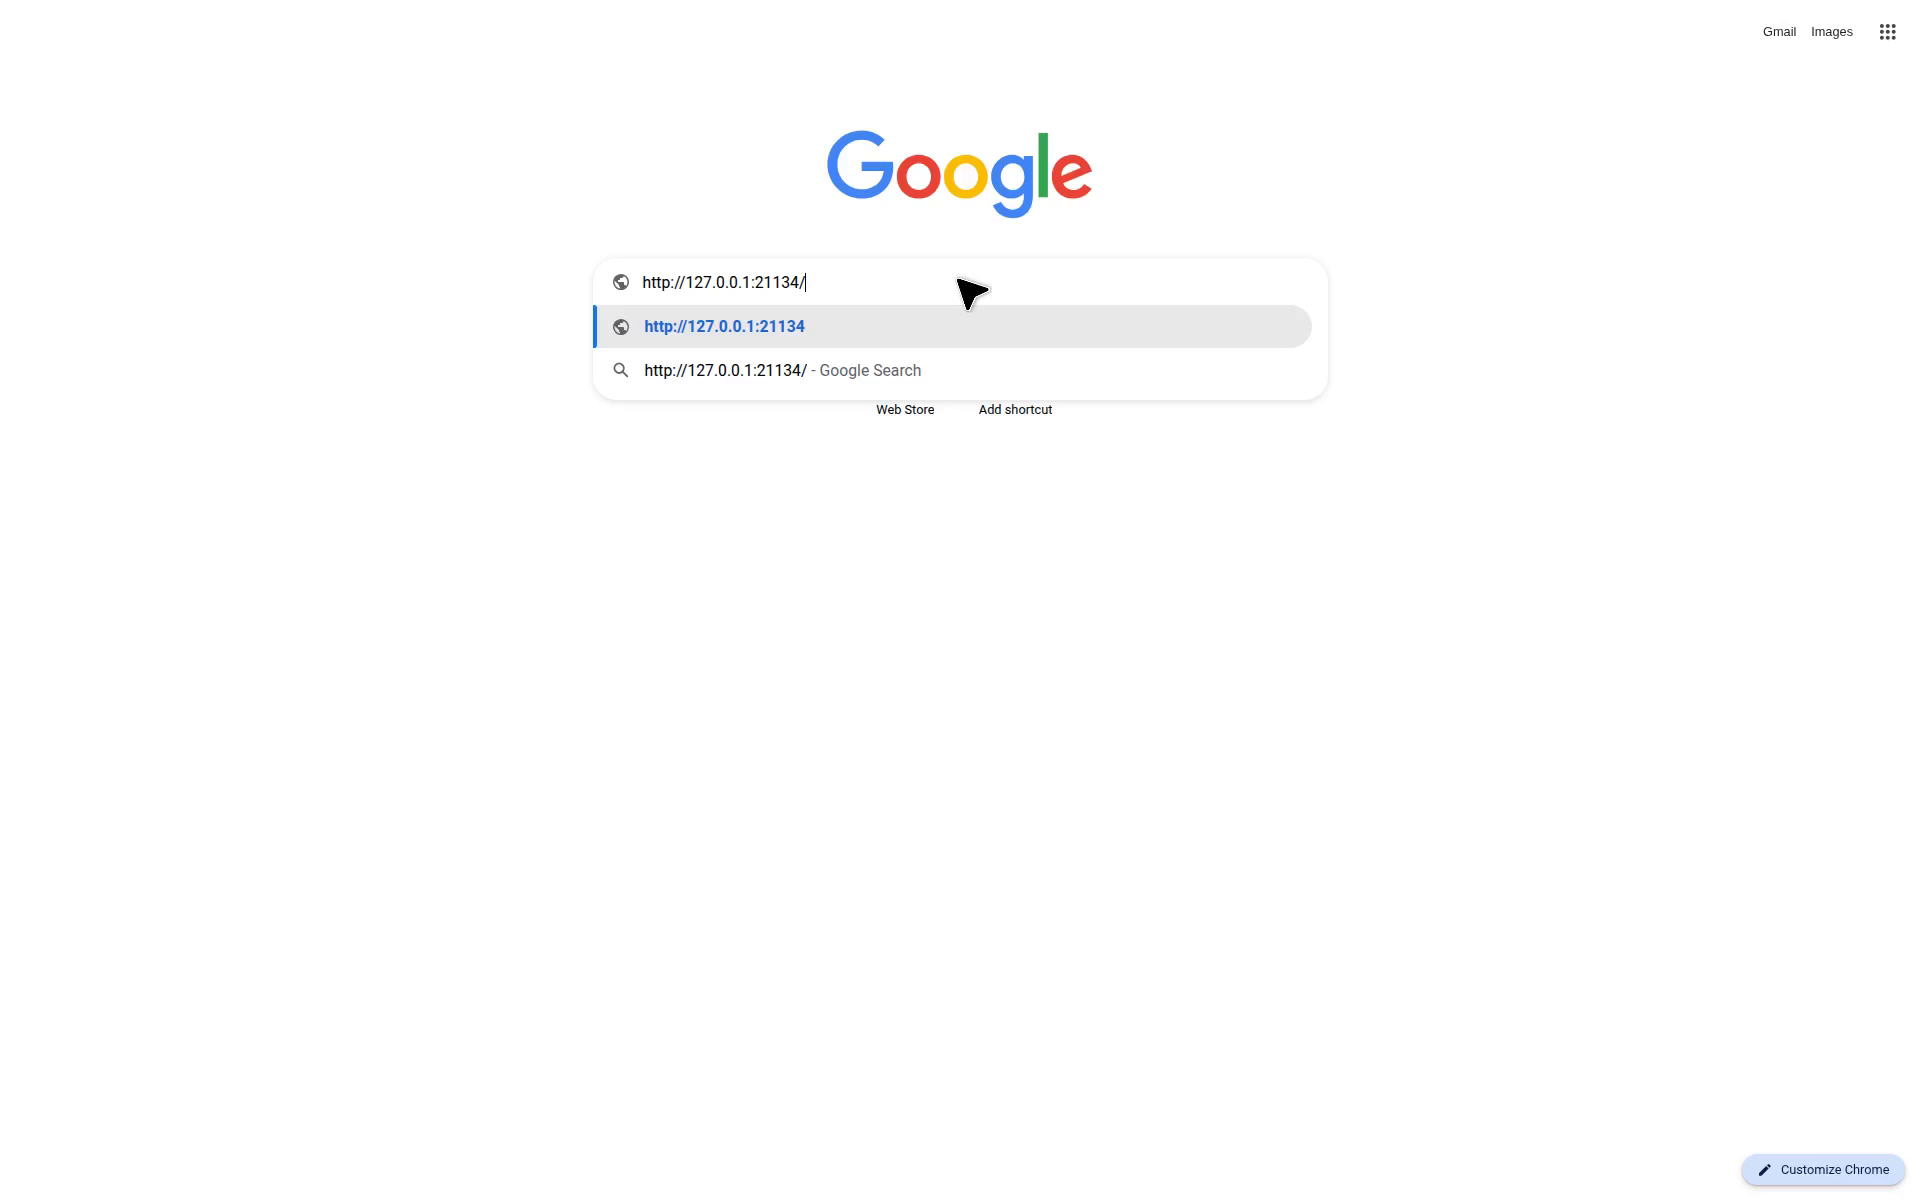 Gmail Images
Google
http://127.0.0.1:21134/
http://127.0.0.1:21134
http://127.0.0.1:21134/ - Google Search
Web Store Add shortcut
Customize Chrome